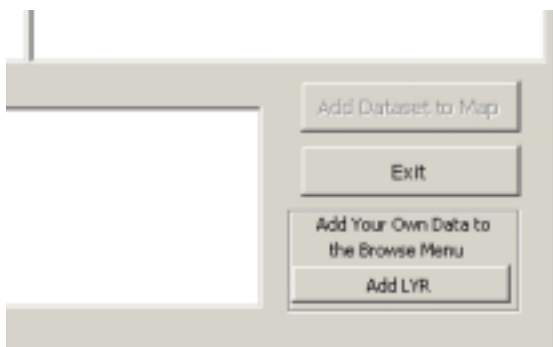 Add Dataset to Map
Exit
Add Your Own Data to
the Browse Menu
Add LYR